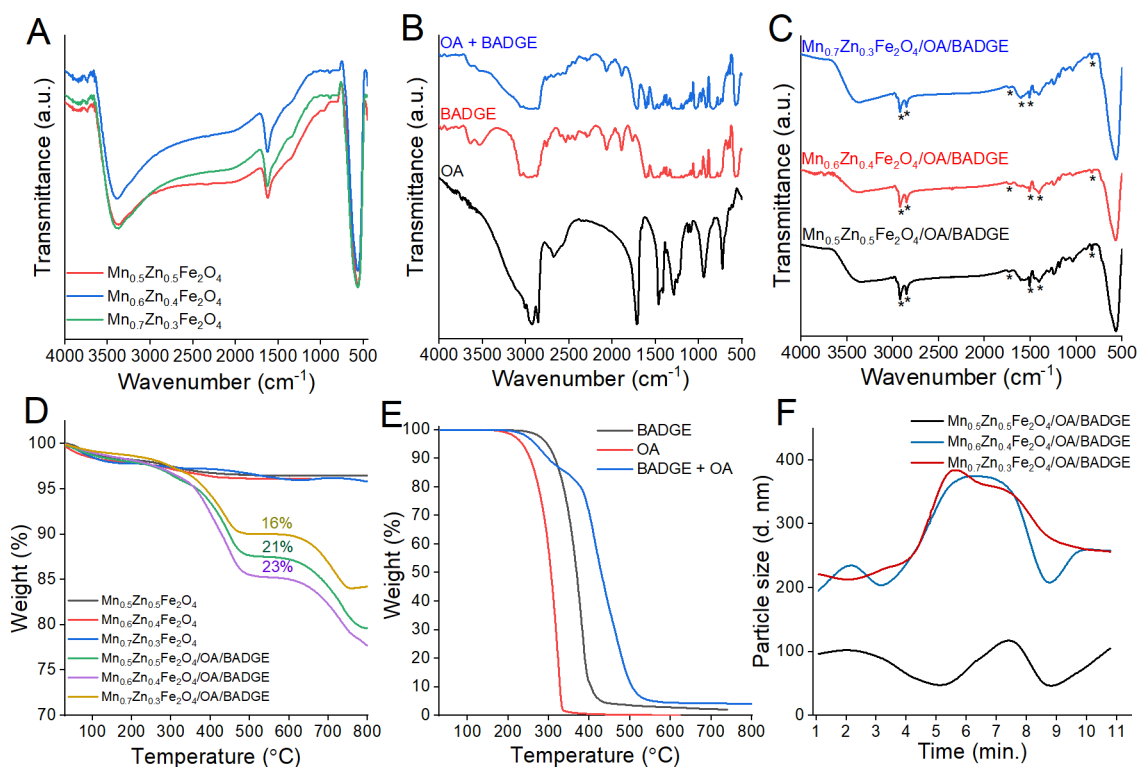 A
Transmittance (a.u.)
Mn₀.₅Zn₀.₅Fe₂O₄
Mn₀.₆Zn₀.₄Fe₂O₄
Mn₀.₇Zn₀.₃Fe₂O₄
4000 3000 2000 1000 500
Wavenumber (cm⁻¹)
B
Transmittance (a.u.)
OA + BADGE
BADGE
OA
4000 3500 3000 2500 2000 1500 1000 500
Wavenumber (cm⁻¹)
C
Transmittance (a.u.)
Mn₀.₇Zn₀.₃Fe₂O₄/OA/BADGE
* * * * * * *
Mn₀.₆Zn₀.₄Fe₂O₄/OA/BADGE
* * * * * *
Mn₀.₅Zn₀.₅Fe₂O₄/OA/BADGE
* * * * * *
4000 3000 2000 1000 500
Wavenumber (cm⁻¹)
D
Weight (%)
100
95
90
85
80
75
70
16%
21%
23%
Mn₀.₅Zn₀.₅Fe₂O₄
Mn₀.₆Zn₀.₄Fe₂O₄
Mn₀.₇Zn₀.₃Fe₂O₄
Mn₀.₅Zn₀.₅Fe₂O₄/OA/BADGE
Mn₀.₆Zn₀.₄Fe₂O₄/OA/BADGE
Mn₀.₇Zn₀.₃Fe₂O₄/OA/BADGE
100 200 300 400 500 600 700 800
Temperature (°C)
E
Weight (%)
100
90
80
70
60
50
40
30
20
10
0
BADGE
OA
BADGE + OA
100 200 300 400 500 600 700 800
Temperature (°C)
F
Particle size (d. nm)
400
300
200
100
0
Mn₀.₅Zn₀.₅Fe₂O₄/OA/BADGE
Mn₀.₆Zn₀.₄Fe₂O₄/OA/BADGE
Mn₀.₇Zn₀.₃Fe₂O₄/OA/BADGE
1 2 3 4 5 6 7 8 9 10 11
Time (min.)